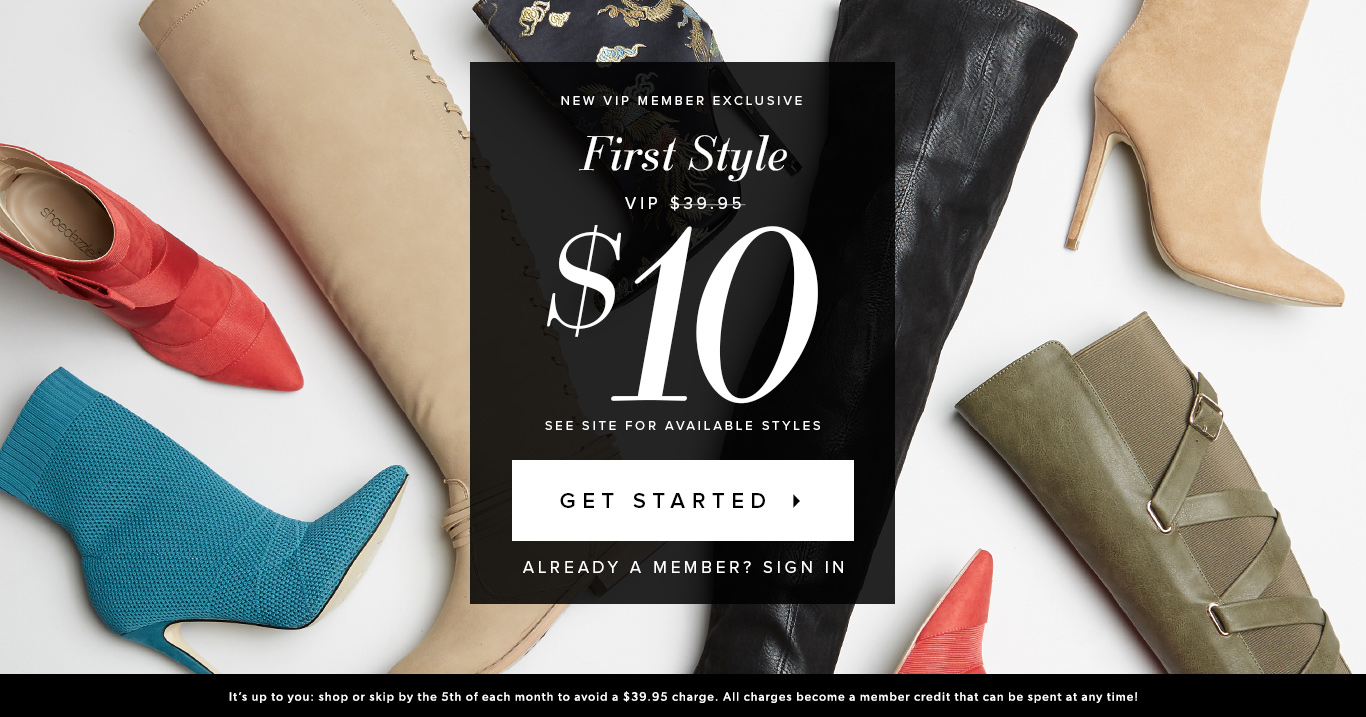 NEW VIP MEMBER EXCLUSIVE
First Style
VIP $39.95
$10
SEE SITE FOR AVAILABLE STYLES
GET STARTED
ALREADY A MEMBER? SIGN IN
shoedazzle
It's up to you: shop or skip by the 5th of each month to avoid a $39.95 charge. All charges become a member credit that can be spent at any time!